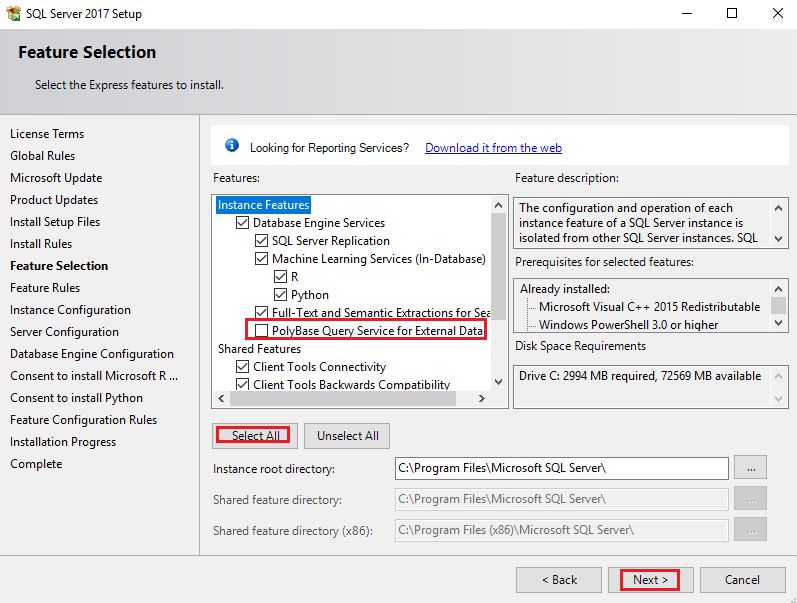 SQL Server 2017 Setup
Feature Selection
Select the Express features to install.
License Terms
Global Rules
Microsoft Update
Product Updates
Install Setup Files
Install Rules
Feature Selection
Feature Rules
Instance Configuration
Server Configuration
Database Engine Configuration
Consent to install Microsoft R ...
Consent to install Python
Feature Configuration Rules
Installation Progress
Complete
Looking for Reporting Services? Download it from the web
Features:
Instance Features
Database Engine Services
SQL Server Replication
Machine Learning Services (In-Database)
R
Python
Full-Text and Semantic Extractions for Sea
PolyBase Query Service for External Data
Shared Features
Client Tools Connectivity
Client Tools Backwards Compatibility
Feature description:
The configuration and operation of each
instance feature of a SQL Server instance is
isolated from other SQL Server instances. SQL
Prerequisites for selected features:
Already installed:
Microsoft Visual C++ 2015 Redistributable
Windows PowerShell 3.0 or higher
Disk Space Requirements
Drive C: 2994 MB required, 72569 MB available
Select All
Unselect All
Instance root directory: C:\Program Files\Microsoft SQL Server\ ...
Shared feature directory: C:\Program Files\Microsoft SQL Server\ ...
Shared feature directory (x86): C:\Program Files (x86)\Microsoft SQL Server\ ...
< Back
Next >
Cancel